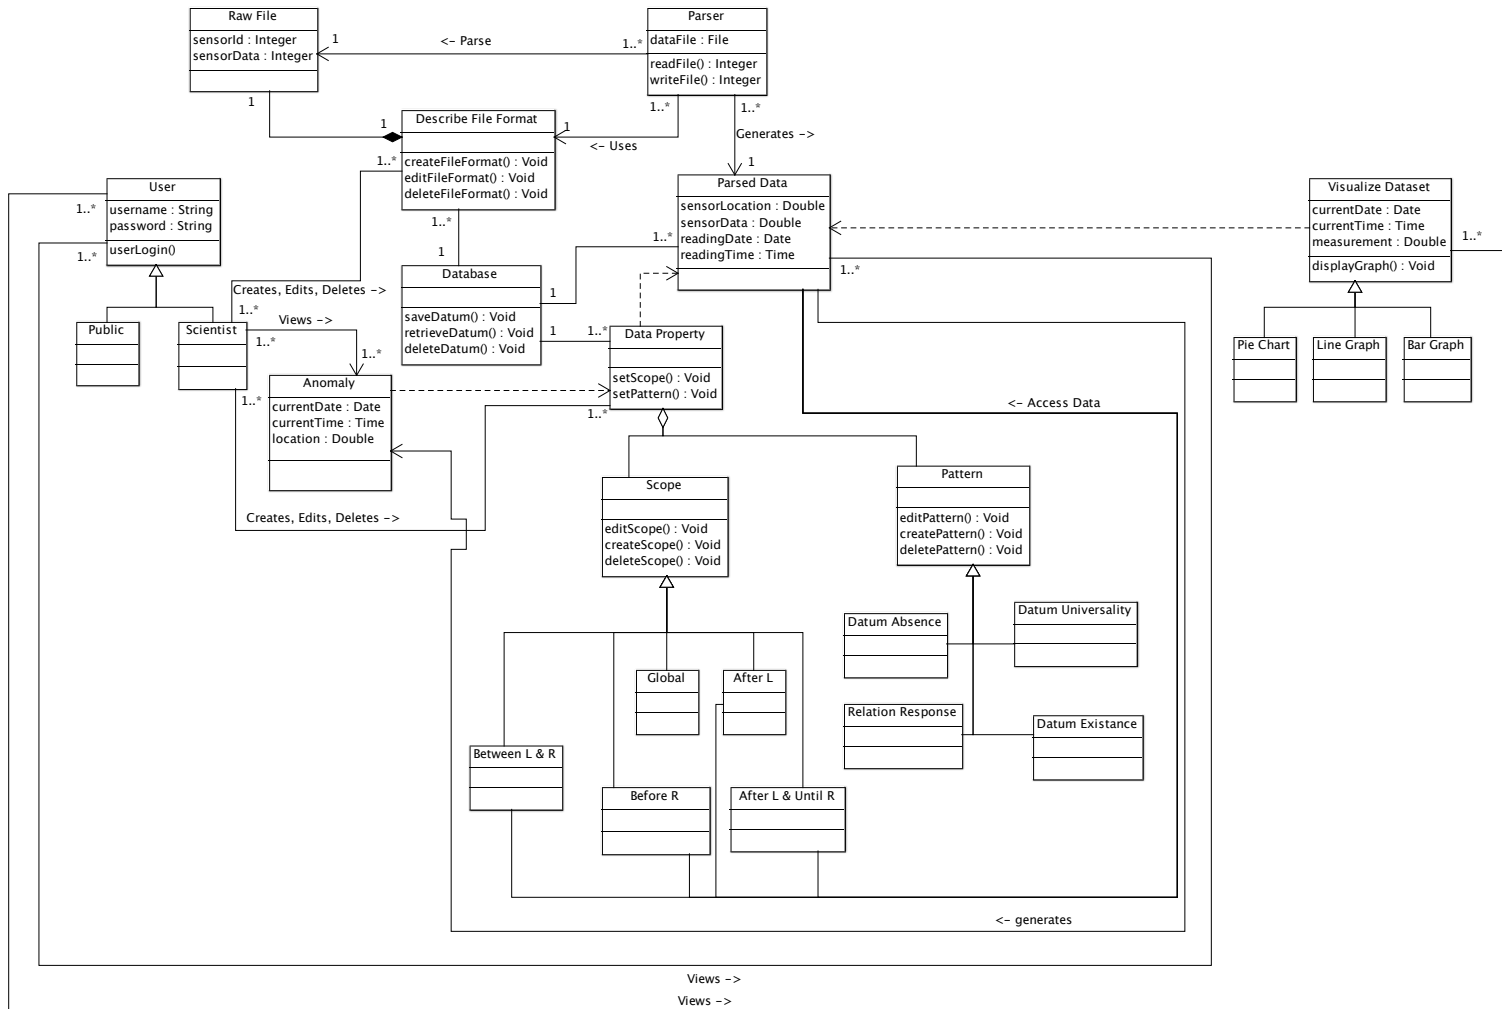 Raw File
sensorId : Integer
sensorData : Integer
1
<- Parse
1..*
Parser
dataFile : File
readFile() : Integer
writeFile() : Integer
1
1
1..*
1..*
Describe File Format
createFileFormat() : Void
editFileFormat() : Void
deleteFileFormat() : Void
1
<- Uses
Generates ->
1
1..*
1..*
1
User
username : String
password : String
userLogin()
1..*
1..*
Parsed Data
sensorLocation : Double
sensorData : Double
readingDate : Date
readingTime : Time
1..*
1..*
Visualize Dataset
currentDate : Date
currentTime : Time
measurement : Double
displayGraph() : Void
1..*
Database
saveDatum() : Void
retrieveDatum() : Void
deleteDatum() : Void
1
1
1..*
Creates, Edits, Deletes ->
1..*
Views ->
1..*
1..*
Public
Scientist
1..*
Data Property
setScope() : Void
setPattern() : Void
1..*
Pie Chart
Line Graph
Bar Graph
Anomaly
currentDate : Date
currentTime : Time
location : Double
<- Access Data
Creates, Edits, Deletes ->
Scope
editScope() : Void
createScope() : Void
deleteScope() : Void
Pattern
editPattern() : Void
createPattern() : Void
deletePattern() : Void
Datum Absence
Datum Universality
Global
After L
Relation Response
Datum Existance
Between L & R
Before R
After L & Until R
<- generates
Views ->
Views ->